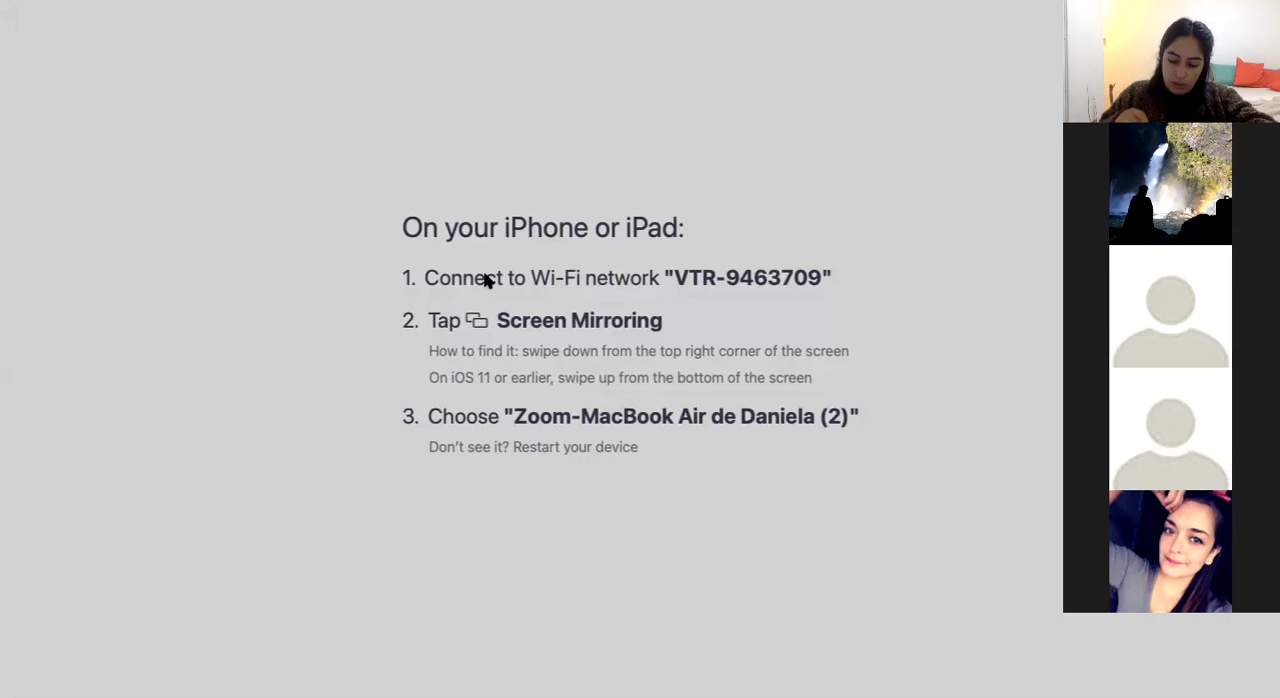 On your iPhone or iPad:
1. Connect to Wi-Fi network "VTR-9463709"
2. Tap Screen Mirroring
How to find it: swipe down from the top right corner of the screen
On iOS 11 or earlier, swipe up from the bottom of the screen
3. Choose "Zoom-MacBook Air de Daniela (2)"
Don't see it? Restart your device